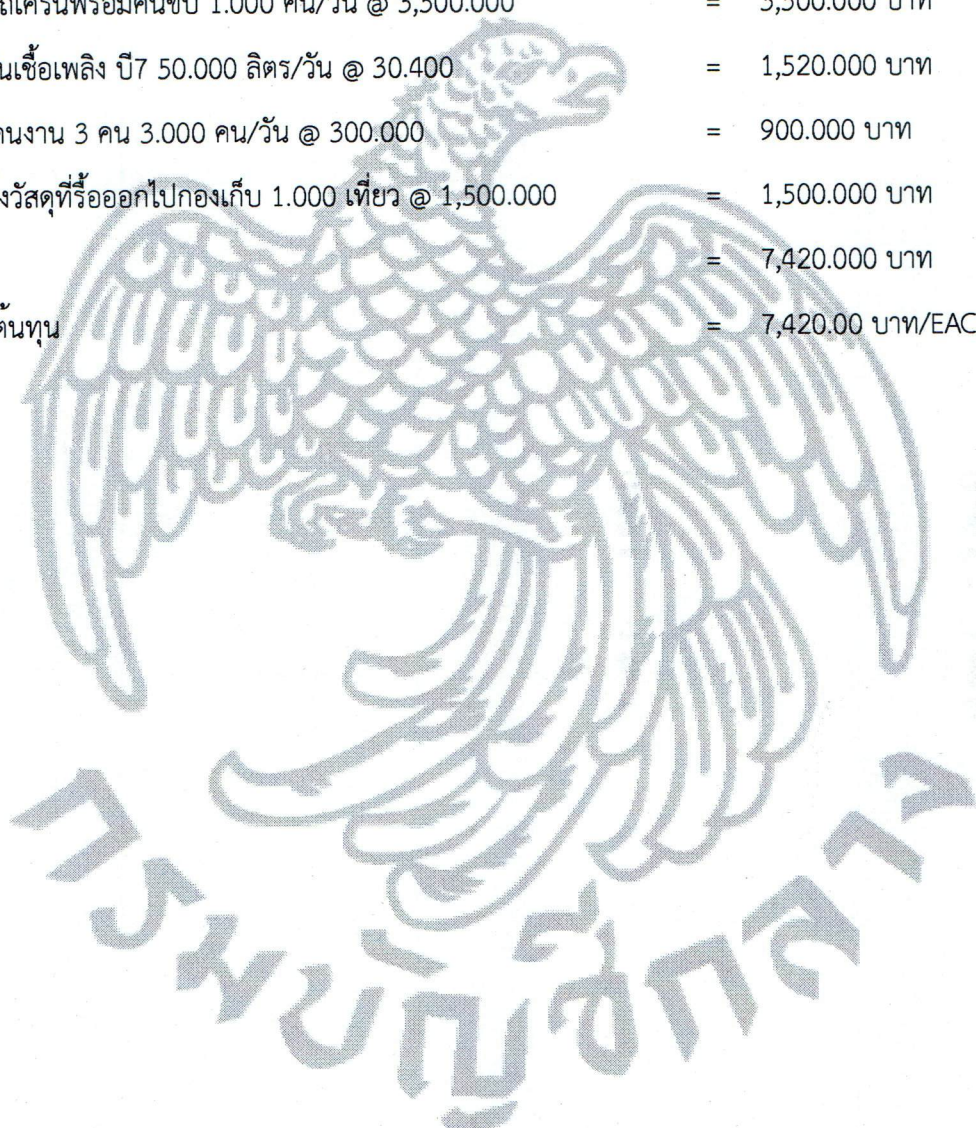 ถเครนพร้อมคนขับ 1.000 คัน/วัน @ 3,500.000 = 3,500.000 บาท
นเชื้อเพลิง บี7 50.000 ลิตร/วัน @ 30.400 = 1,520.000 บาท
านงาน 3 คน 3.000 คน/วัน @ 300.000 = 900.000 บาท
งวัสดุที่รื้อออกไปกองเก็บ 1.000 เที่ยว @ 1,500.000 = 1,500.000 บาท
= 7,420.000 บาท
ต้นทุน = 7,420.00 บาท/EAC
กรมบัญชีกลาง